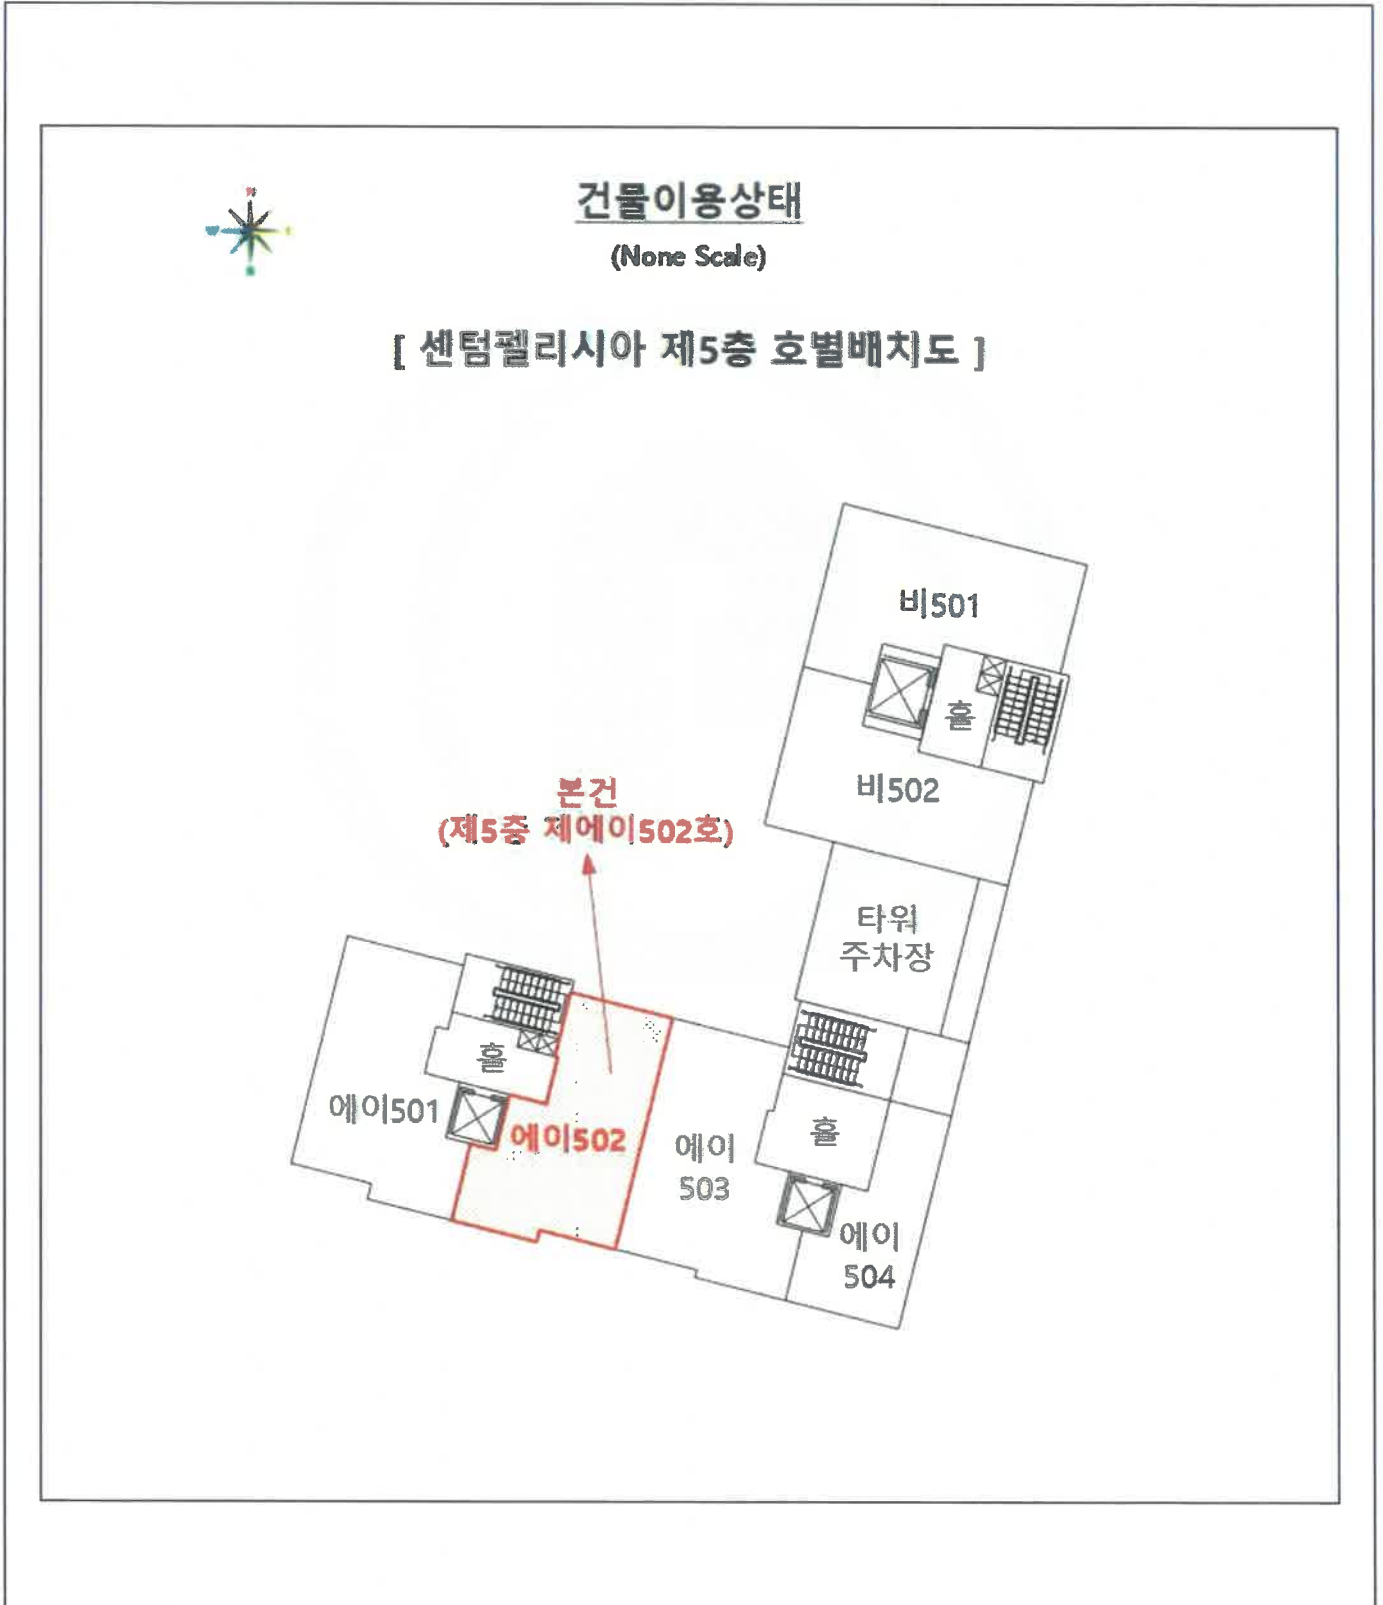 N
W
E
S
건물이용상태
(None Scale)
[ 센텀펠리시아 제5층 호별배치도 ]
비501
홀
비502
본건
(제5층 제에이502호)
타워
주차장
홀
에이501
에이502
에이
503
홀
에이
504